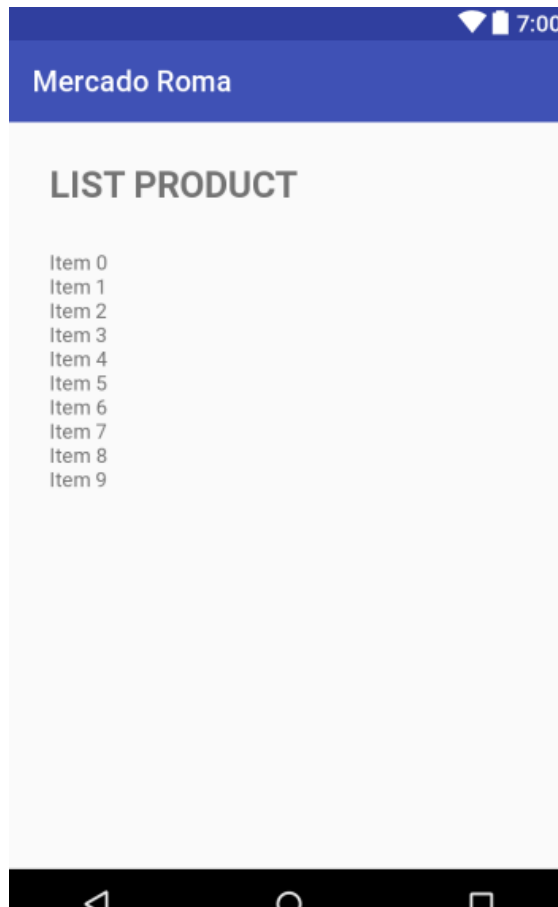 7:00
Mercado Roma
LIST PRODUCT
Item 0
Item 1
Item 2
Item 3
Item 4
Item 5
Item 6
Item 7
Item 8
Item 9